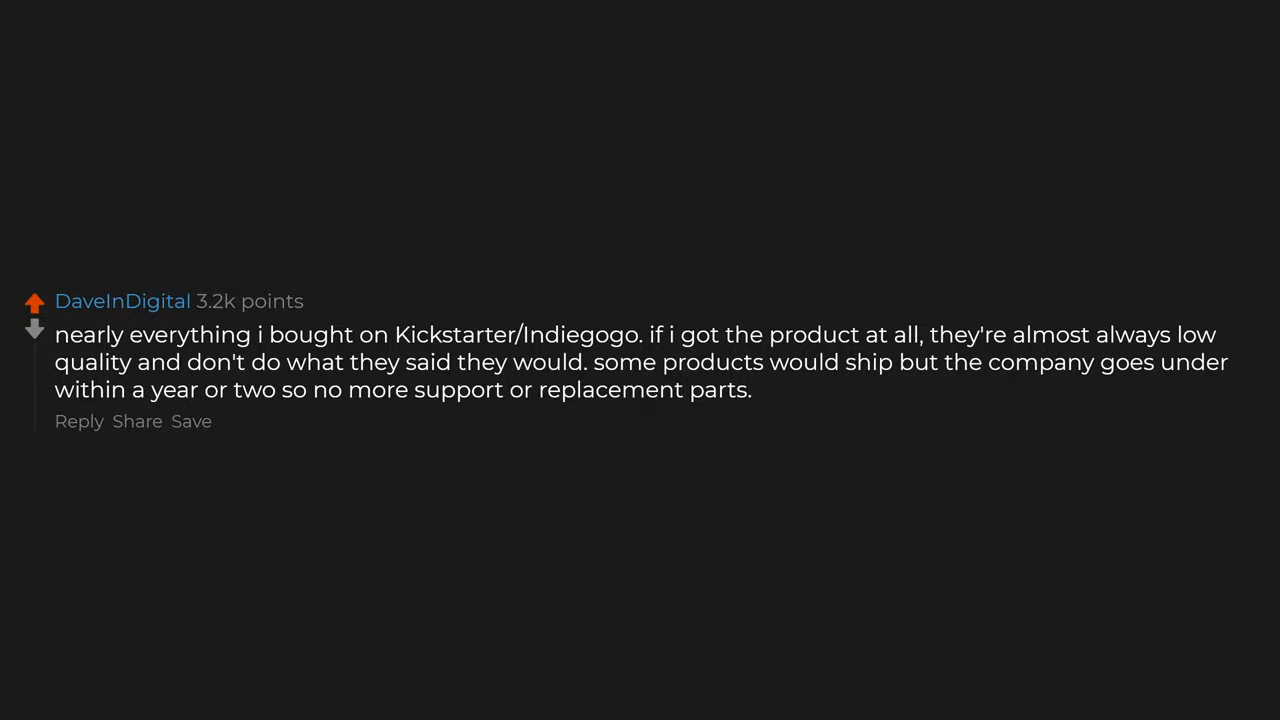 DaveInDigital 3.2k points
nearly everything i bought on Kickstarter/Indiegogo. if i got the product at all, they're almost always low
quality and don't do what they said they would. some products would ship but the company goes under
within a year or two so no more support or replacement parts.
Reply Share Save